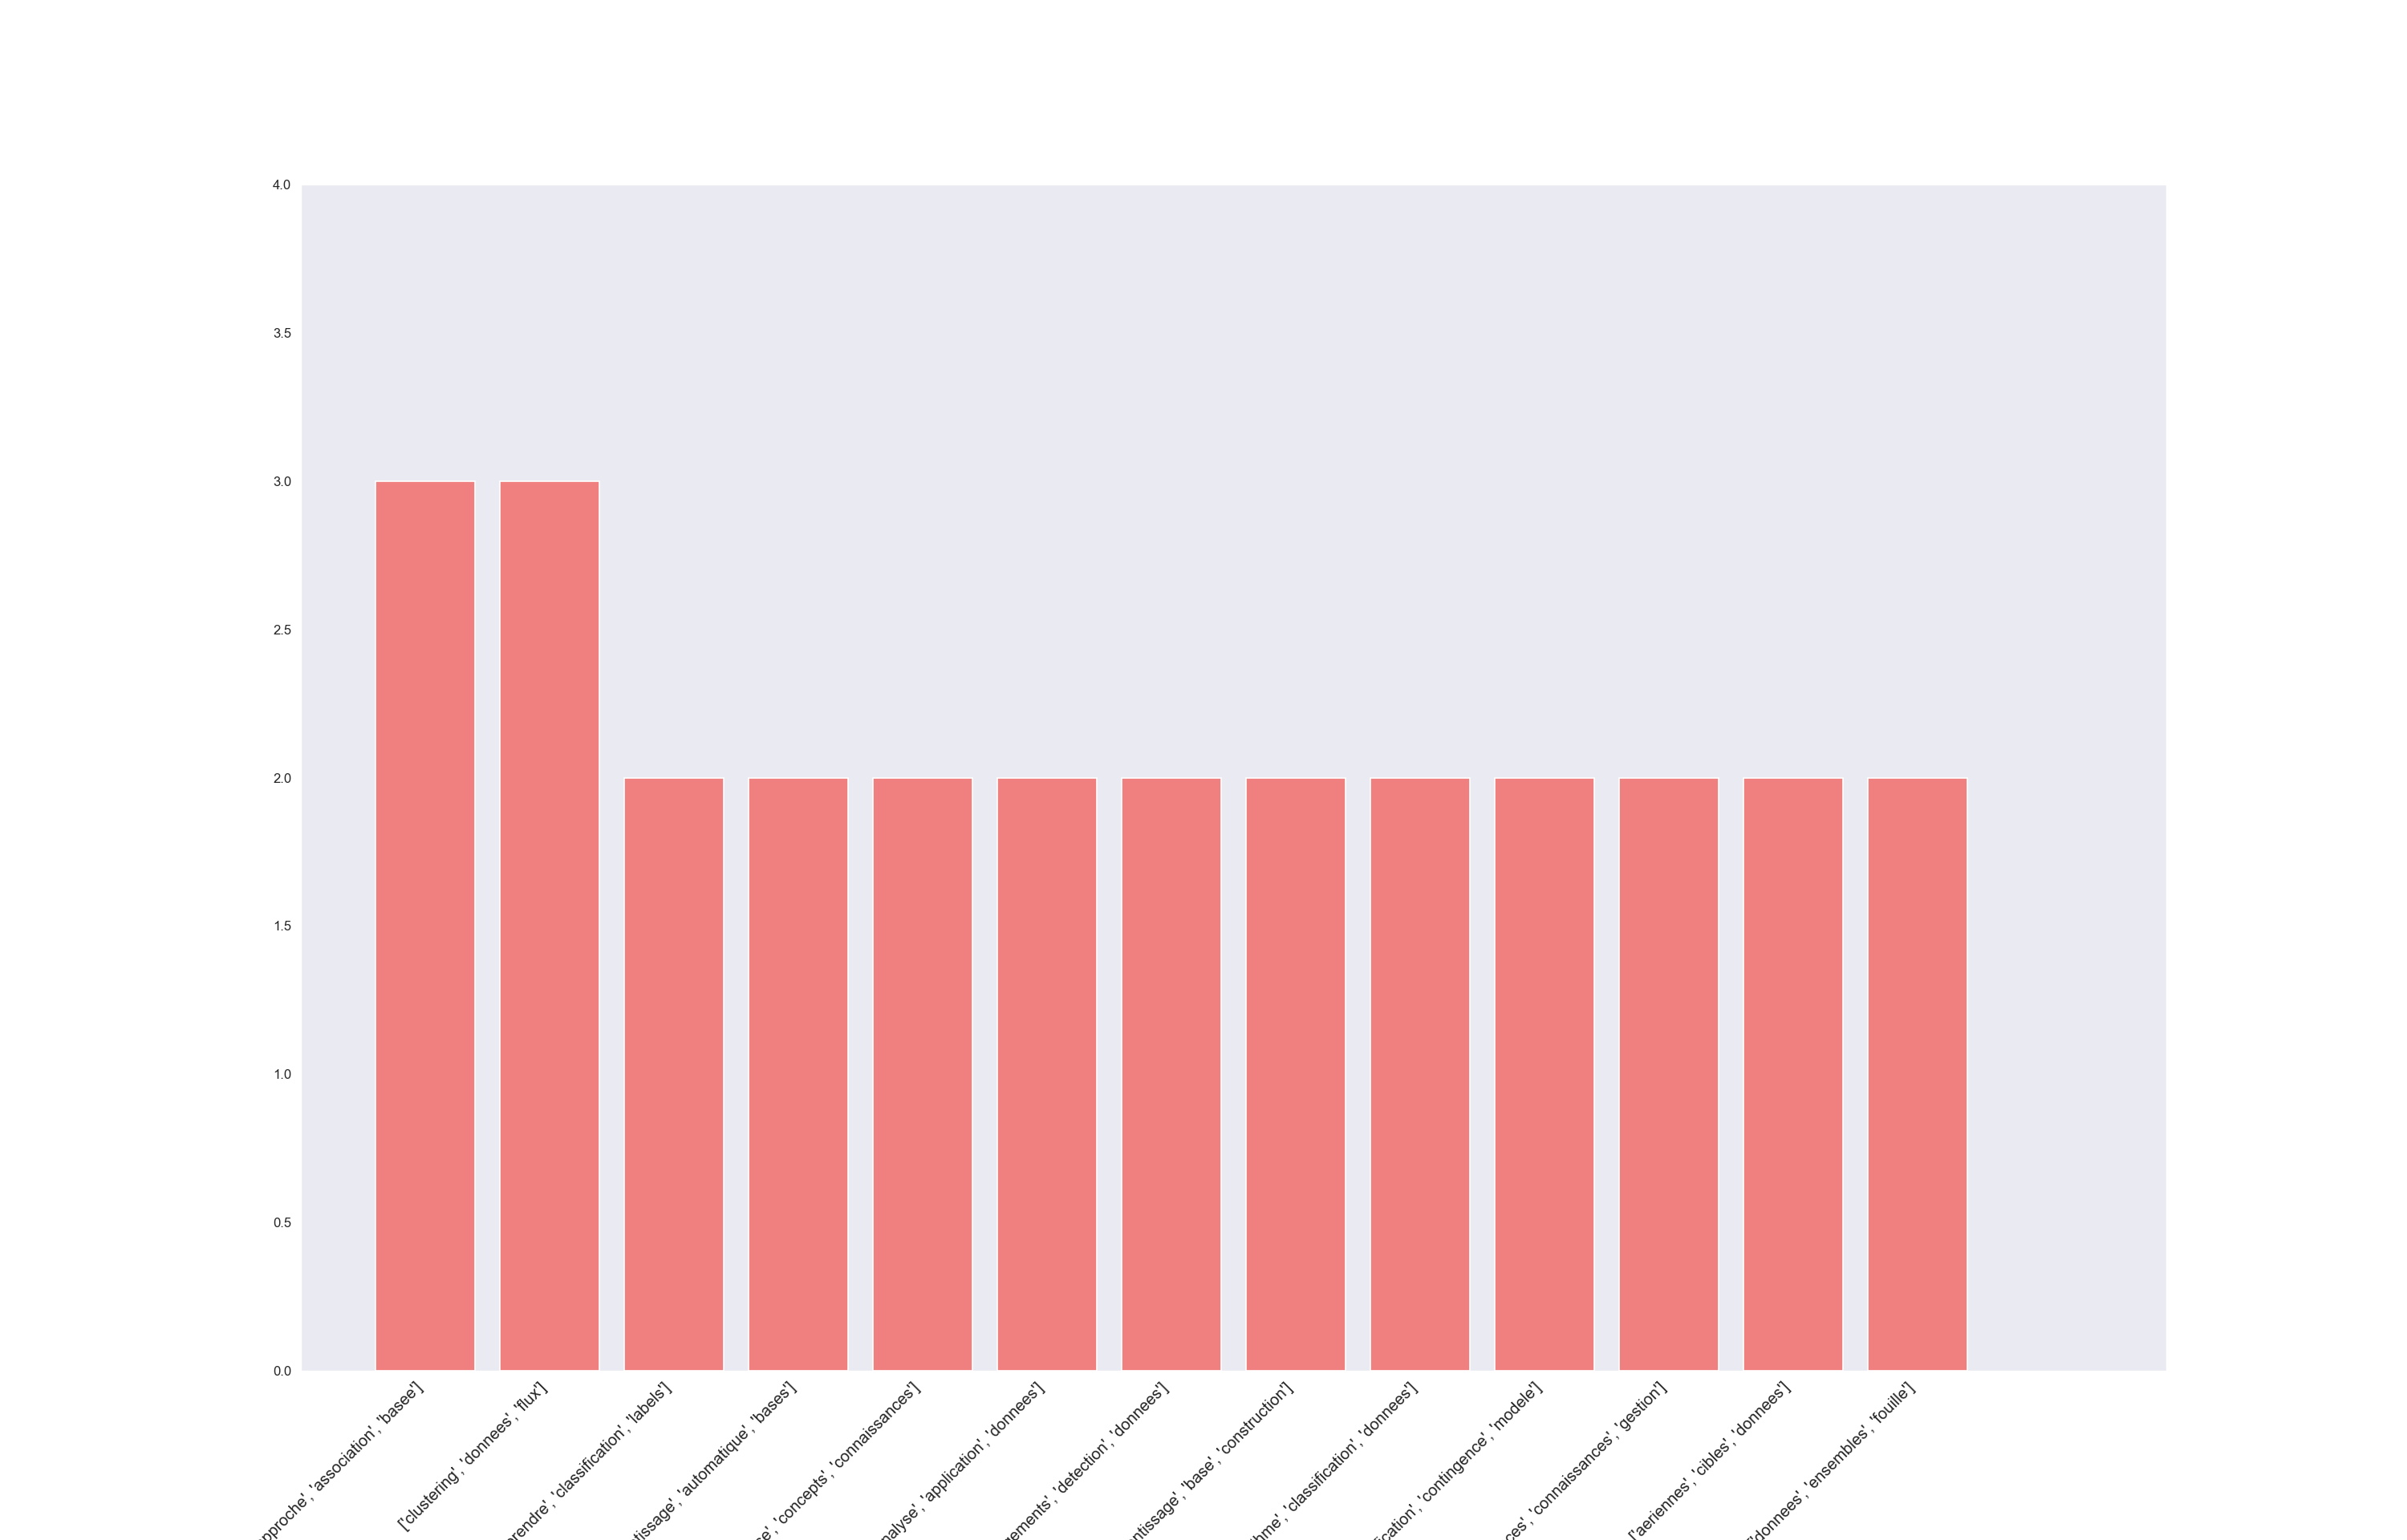 4.0
3.5
3.0
2.5
2.0
1.5
1.0
0.5
0.0
'association', 'basee']
['clustering', 'donnees', 'flux']
'classification', 'labels']
'automatique', 'bases']
'concepts', 'connaissances']
'application', 'donnees']
'detection', 'donnees']
'base', 'construction']
'classification', 'donnees']
'contingence', 'modele']
'connaissances', 'gestion']
['aeriennes', 'cibles', 'donnees']
'donnees', 'ensembles', 'fouille']